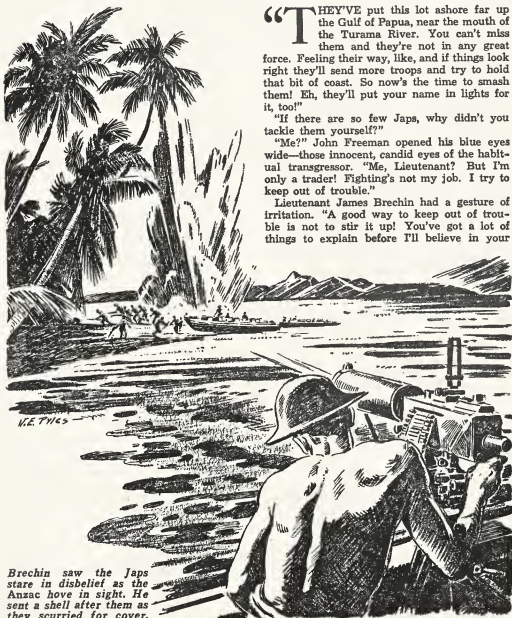 “THEY’VE put this lot ashore far up
the Gulf of Papua, near the mouth of
the Turama River. You can’t miss
them and they’re not in any great
force. Feeling their way, like, and if things look
right they’ll send more troops and try to hold
that bit of coast. So now’s the time to smash
them! Eh, they’ll put your name in lights for
it, too!”
“If there are so few Japs, why didn’t you
tackle them yourself?”
“Me?” John Freeman opened his blue eyes
wide—those innocent, candid eyes of the habit-
ual transgressor. “Me, Lieutenant? But I’m
only a trader! Fighting’s not my job. I try to
keep out of trouble.”
Lieutenant James Brechin had a gesture of
irritation. “A good way to keep out of trou-
ble is not to stir it up! You’ve got a lot of
things to explain before I’ll believe in your
Brechin saw the Japs
stare in disbelief as the
Anzac hove in sight. He
sent a shell after them as
they scurried for cover.